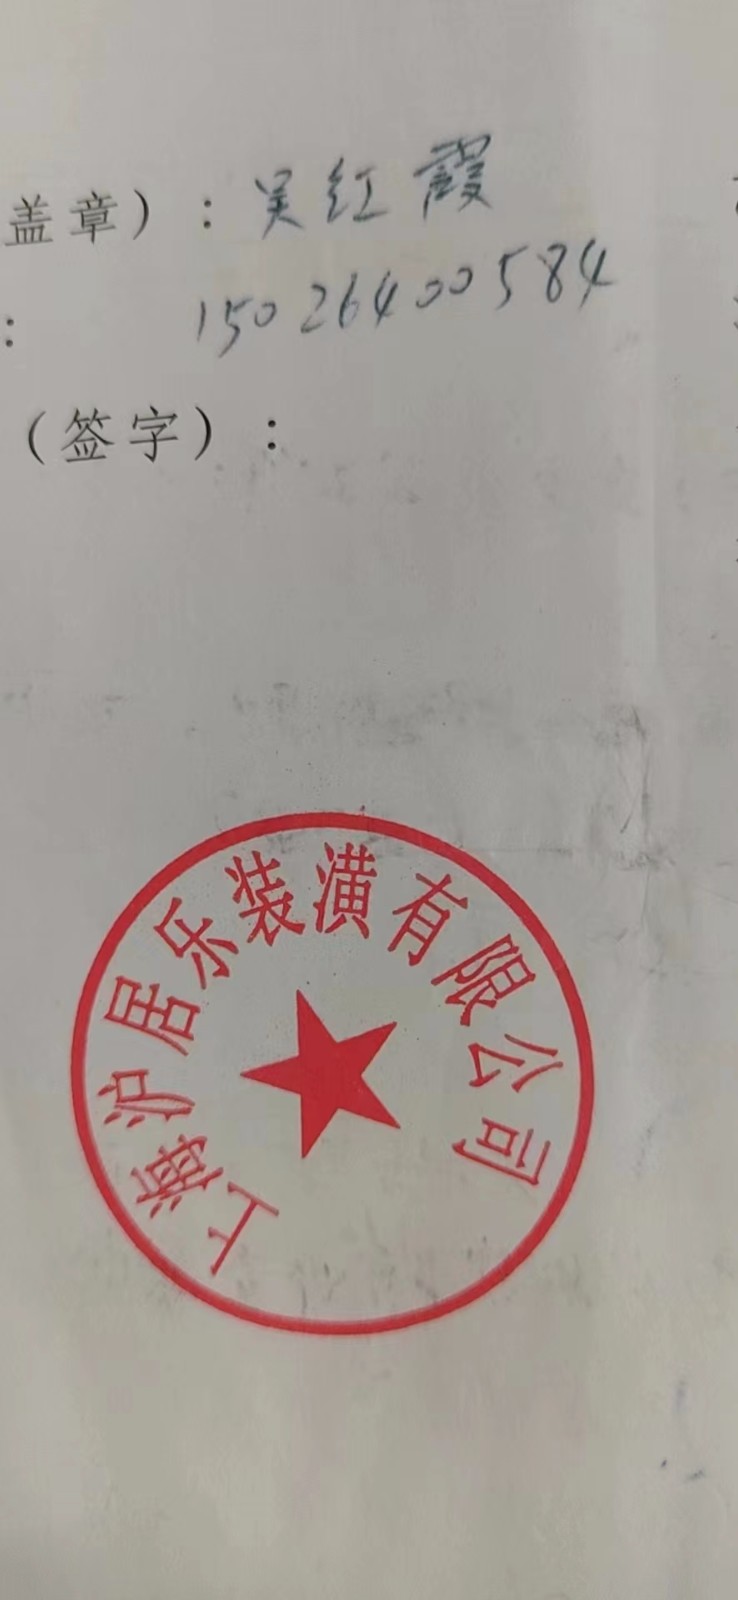 盖章）：吴红霞
：15026400584
（签字）：
上海沪居乐装潢有限公司